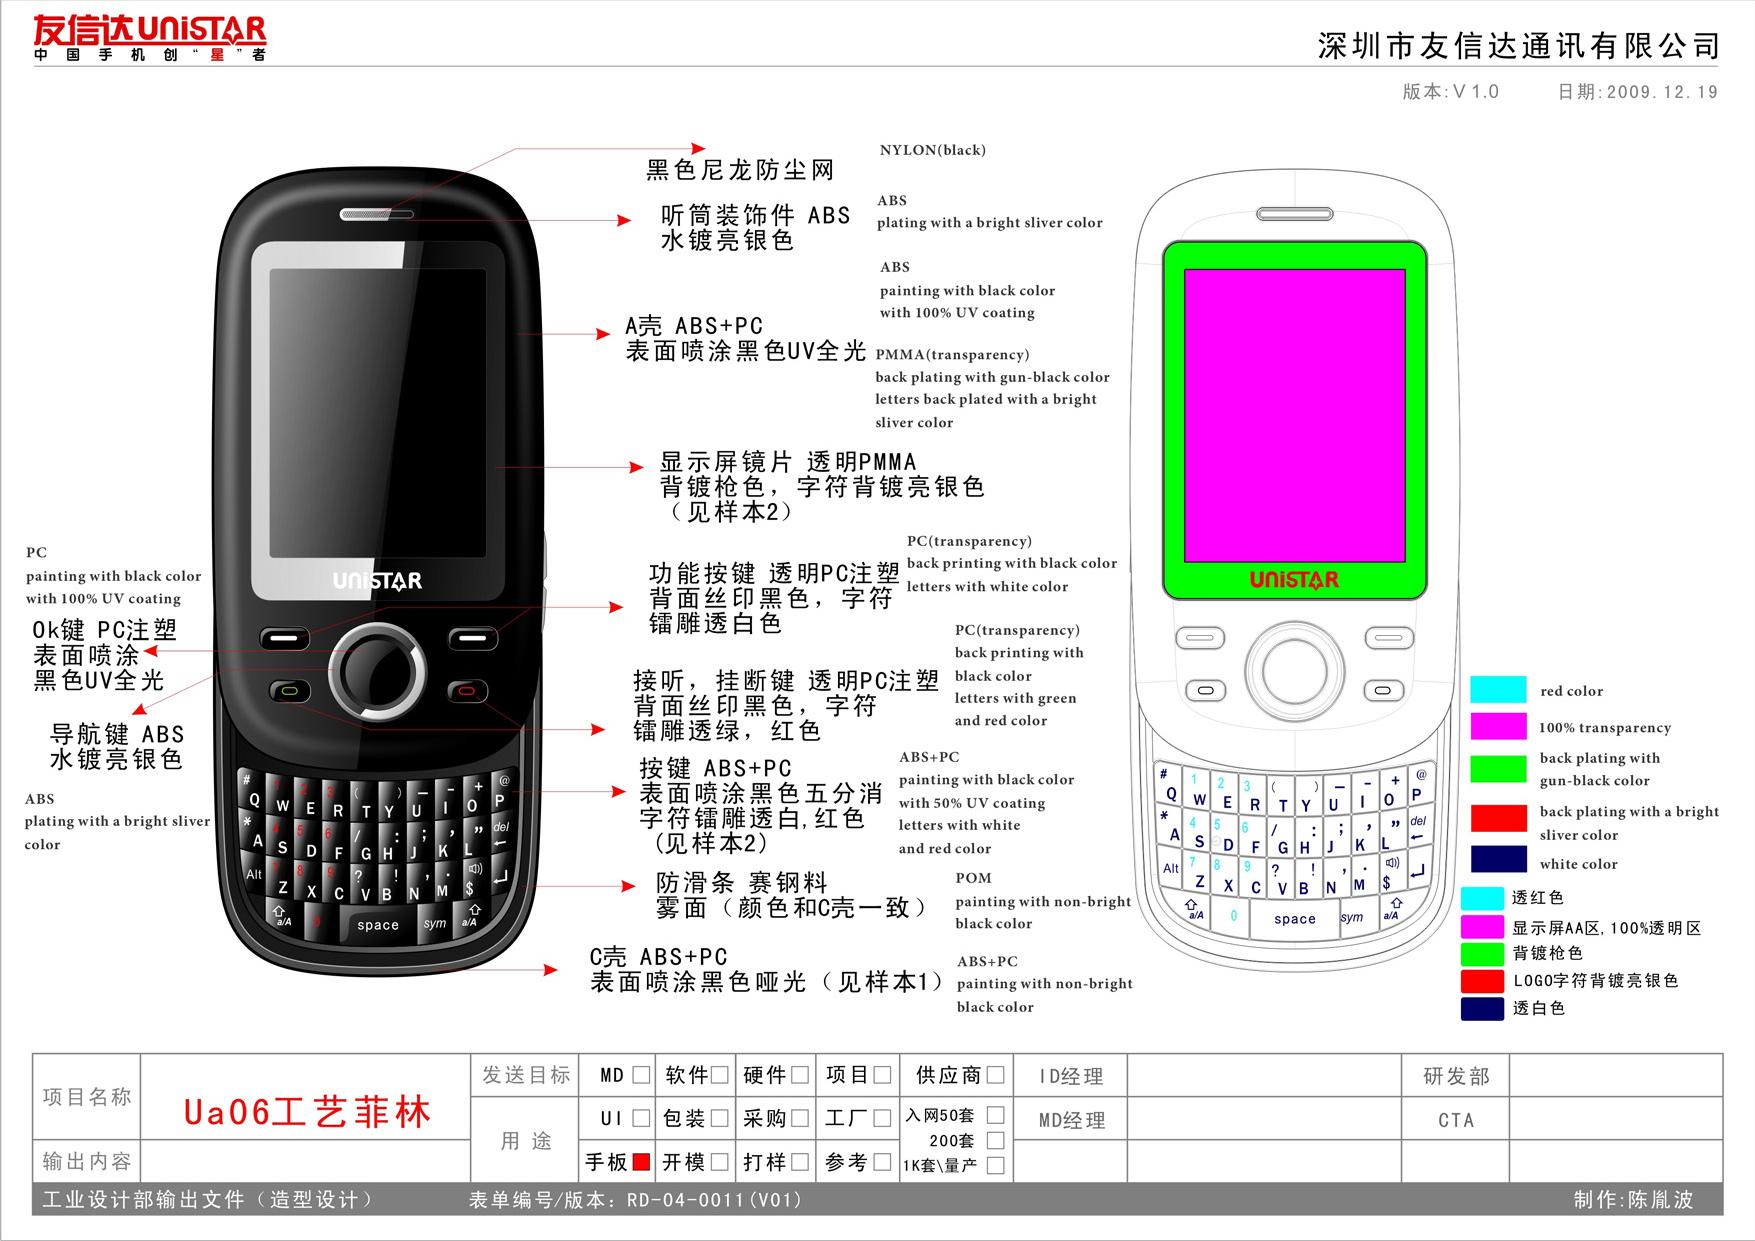 友信达UNiSTAR
中国手机创“星”者
深圳市友信达通讯有限公司
版本:V1.0 日期:2009.12.19
黑色尼龙防尘网
听筒装饰件 ABS
水镀亮银色
A壳 ABS+PC
表面喷涂黑色UV全光
显示屏镜片 透明PMMA
背镀枪色，字符背镀亮银色
（见样本2）
功能按键 透明PC注塑
背面丝印黑色，字符
镭雕透白色
接听，挂断键 透明PC注塑
背面丝印黑色，字符
镭雕透绿，红色
按键 ABS+PC
表面喷涂黑色五分消
字符镭雕透白,红色
(见样本2)
防滑条 赛钢料
雾面（颜色和C壳一致）
C壳 ABS+PC
表面喷涂黑色哑光（见样本1）
NYLON(black)
ABS
plating with a bright sliver color
ABS
painting with black color
with 100% UV coating
PMMA(transparency)
back plating with gun-black color
letters back plated with a bright
sliver color
PC(transparency)
back printing with black color
letters with white color
PC(transparency)
back printing with
black color
letters with green
and red color
ABS+PC
painting with black color
with 50% UV coating
letters with white
and red color
POM
painting with non-bright
black color
ABS+PC
painting with non-bright
black color
PC
painting with black color
with 100% UV coating
Ok键 PC注塑
表面喷涂
黑色UV全光
导航键 ABS
水镀亮银色
ABS
plating with a bright sliver
color
UNiSTAR
# 1 2 3 ( ) _ - + @
Q W E R T Y U I O P
* 4 5 6 / : ; , ” del
A S D F G H J K L ←
Alt 7 8 9 ? ! , .
Z X C V B N M $
a/A 0 space sym a/A
UNiSTAR
# 1 2 3 ( ) _ - + @
Q W E R T Y U I O P
* 4 5 6 / : ; , ” del
A S D F G H J K L ←
Alt 7 8 9 ? ! , .
Z X C V B N M $
a/A 0 space sym a/A
red color
100% transparency
back plating with
gun-black color
back plating with a bright
sliver color
white color
透红色
显示屏AA区,100%透明区
背镀枪色
LOGO字符背镀亮银色
透白色
项目名称 Ua06工艺菲林
输出内容
发送目标 MD 软件 硬件 项目 供应商 ID经理 研发部
用途 UI 包装 采购 工厂 入网50套 MD经理 CTA
200套
手板 开模 打样 参考 1K套\量产
工业设计部输出文件（造型设计） 表单编号/版本：RD-04-0011(V01) 制作:陈胤波